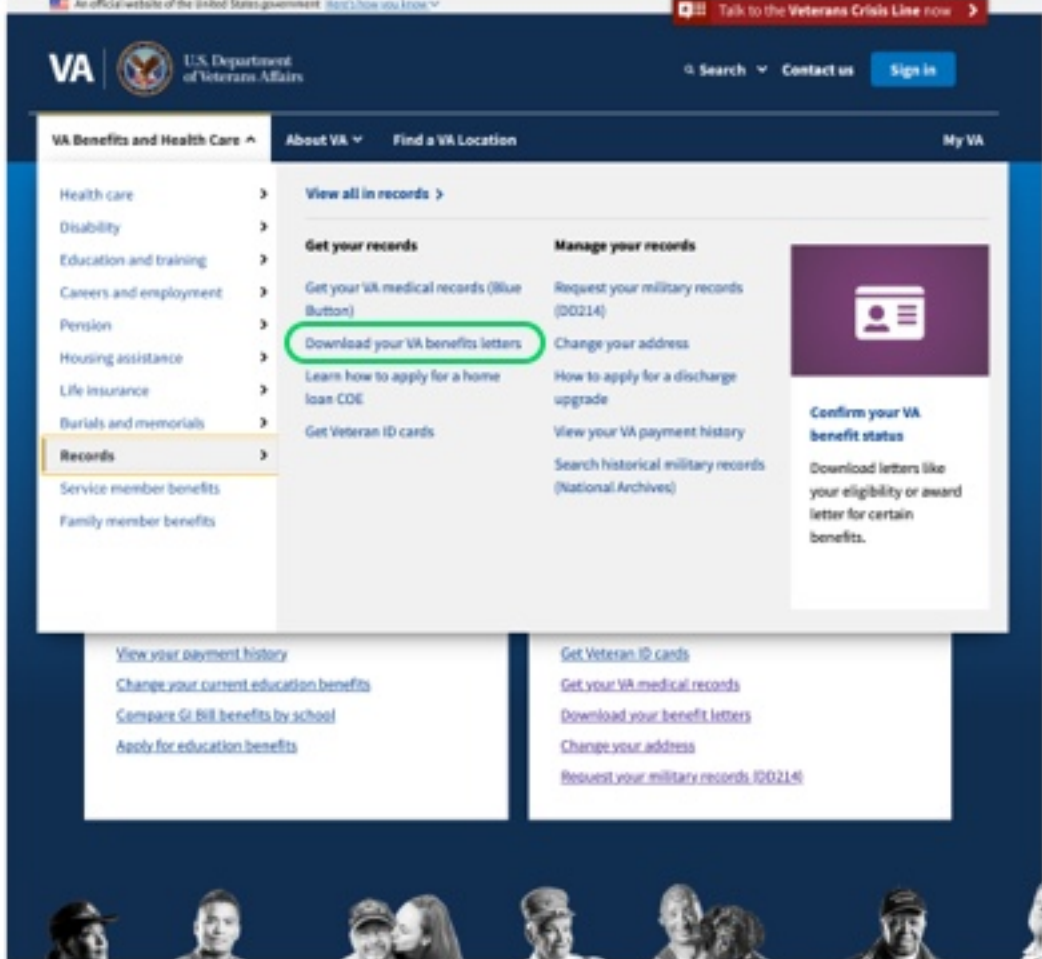 An official website of the United States government Here's how you know
Talk to the Veterans Crisis Line now
VA
U.S. Department
of Veterans Affairs
Search
Contact us
Sign in
VA Benefits and Health Care
About VA
Find a VA Location
My VA
Health care
Disability
Education and training
Careers and employment
Pension
Housing assistance
Life insurance
Burials and memorials
Records
Service member benefits
Family member benefits
View all in records
Get your records
Get your VA medical records (Blue
Button)
Download your VA benefits letters
Learn how to apply for a home
loan COE
Get Veteran ID cards
Manage your records
Request your military records
(DD214)
Change your address
How to apply for a discharge
upgrade
View your VA payment history
Search historical military records
(National Archives)
Confirm your VA
benefit status
Download letters like
your eligibility or award
letter for certain
benefits.
View your payment history
Change your current education benefits
Compare GI Bill benefits by school
Apply for education benefits
Get Veteran ID cards
Get your VA medical records
Download your benefit letters
Change your address
Request your military records (DD214)